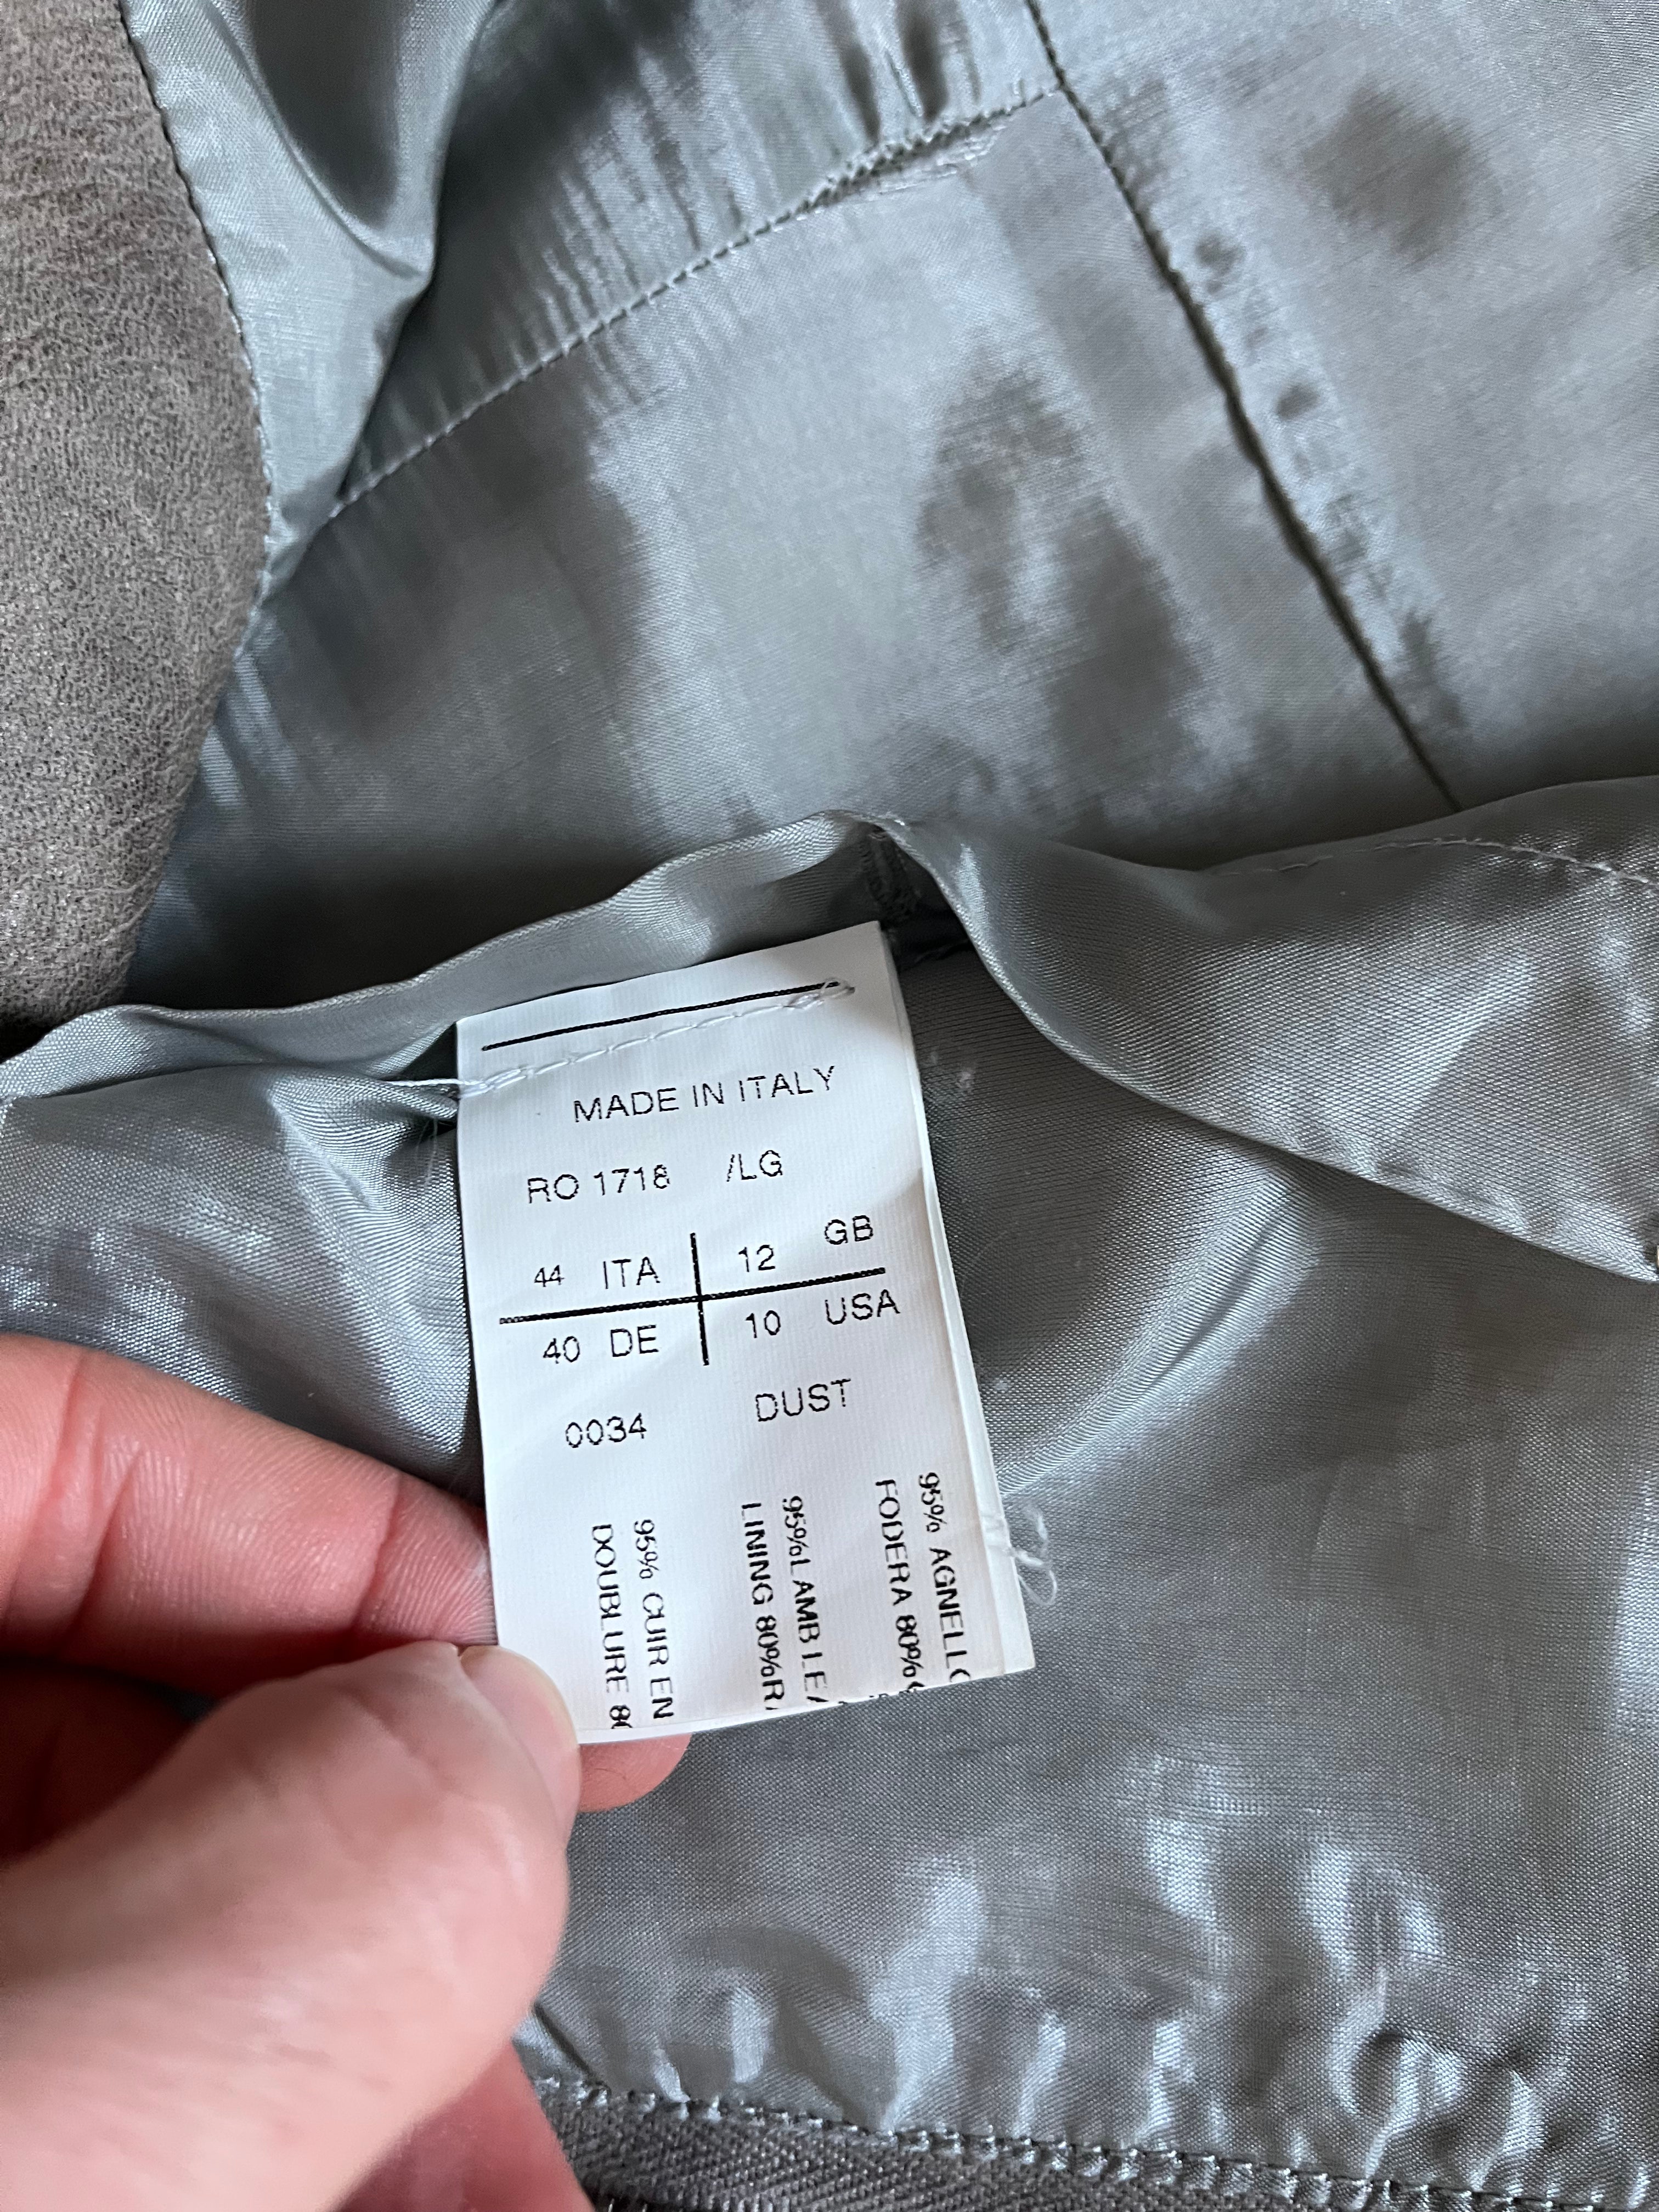 MADE IN ITALY
RO 1718 /LG
44 ITA 12 GB
40 DE 10 USA
0034 DUST
95% AGNELLO
FODERA 80%
95% LAMB LEA
LINING 80% RA
95% CUIR EN
DOUBLURE 80